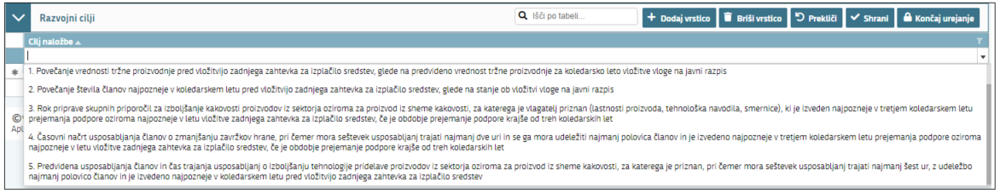 Razvojni cilji
Išči po tabeli...
Dodaj vrstico
Briši vrstico
Prekliči
Shrani
Končaj urejanje
Cilj naložbe
1. Povečanje vrednosti tržne proizvodnje pred vložitvijo zadnjega zahtevka za izplačilo sredstev, glede na predvideno vrednost tržne proizvodnje za koledarsko leto vložitve vloge na javni razpis
2. Povečanje števila članov najpozneje v koledarskem letu pred vložitvijo zadnjega zahtevka za izplačilo sredstev, glede na stanje ob vložitvi vloge na javni razpis
3. Rok priprave skupnih priporočil za izboljšanje kakovosti proizvodov iz sektorja oziroma za proizvod iz sheme kakovosti, za katerega je vlagatelj priznan (lastnosti proizvoda, tehnološka navodila, smernice), ki je izveden najpozneje v tretjem koledarskem letu
prejemanja podpore oziroma najpozneje v letu vložitve zadnjega zahtevka za izplačilo sredstev, če je obdobje prejemanje podpore krajše od treh koledarskih let
4. Časovni načrt usposabljanja članov o zmanjšanju zavržkov hrane, pri čemer mora seštevek usposabljanj trajati najmanj dve uri in se ga mora udeležiti najmanj polovica članov in je izvedeno najpozneje v tretjem koledarskem letu prejemanja podpore oziroma
najpozneje v letu vložitve zadnjega zahtevka za izplačilo sredstev, če je obdobje prejemanje podpore krajše od treh koledarskih let
5. Predvidena usposabljanja članov in čas trajanja usposabljanj o izboljšanju tehnologije pridelave proizvodov iz sektorja oziroma za proizvod iz sheme kakovosti, za katerega je priznan, pri čemer mora seštevek usposabljanj trajati najmanj šest ur, z udeležbo
najmanj polovico članov in je izvedeno najpozneje v koledarskem letu pred vložitvijo zadnjega zahtevka za izplačilo sredstev